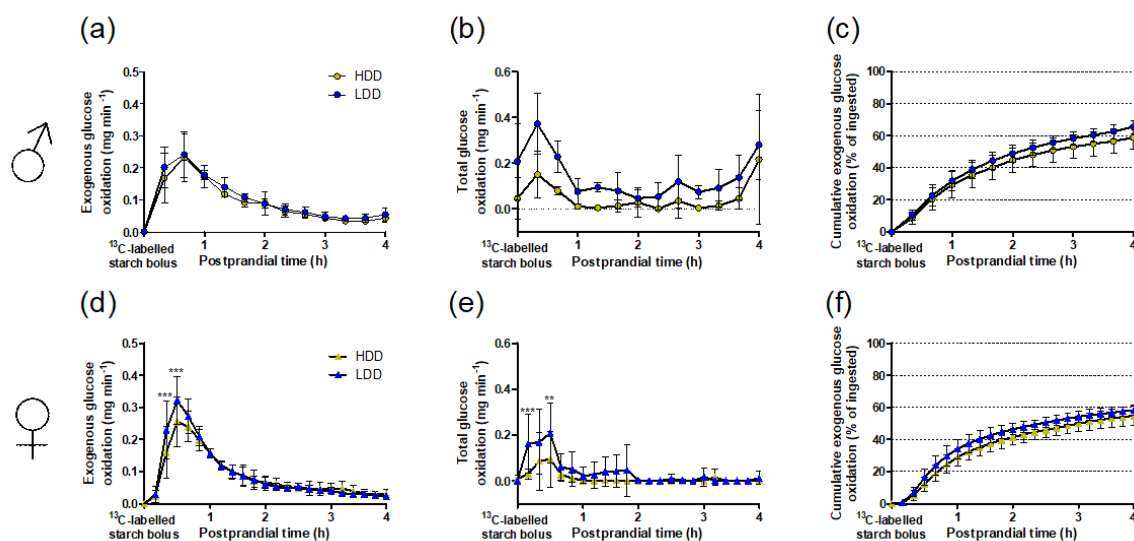 (a)
Exogenous glucose
oxidation (mg min⁻¹)
0.5
0.4
0.3
0.2
0.1
0.0
HDD
LDD
1
2
3
4
¹³C-labelled
starch bolus
Postprandial time (h)
(b)
Total glucose
oxidation (mg min⁻¹)
0.6
0.4
0.2
0.0
1
2
3
4
¹³C-labelled
starch bolus
Postprandial time (h)
(c)
Cumulative exogenous glucose
oxidation (% of ingested)
100
80
60
40
20
0
1
2
3
4
¹³C-labelled
starch bolus
Postprandial time (h)
(d)
Exogenous glucose
oxidation (mg min⁻¹)
0.5
0.4
0.3
0.2
0.1
0.0
***
***
HDD
LDD
1
2
3
4
¹³C-labelled
starch bolus
Postprandial time (h)
(e)
Total glucose
oxidation (mg min⁻¹)
0.6
0.4
0.2
0.0
***
**
1
2
3
4
¹³C-labelled
starch bolus
Postprandial time (h)
(f)
Cumulative exogenous glucose
oxidation (% of ingested)
100
80
60
40
20
0
1
2
3
4
¹³C-labelled
starch bolus
Postprandial time (h)